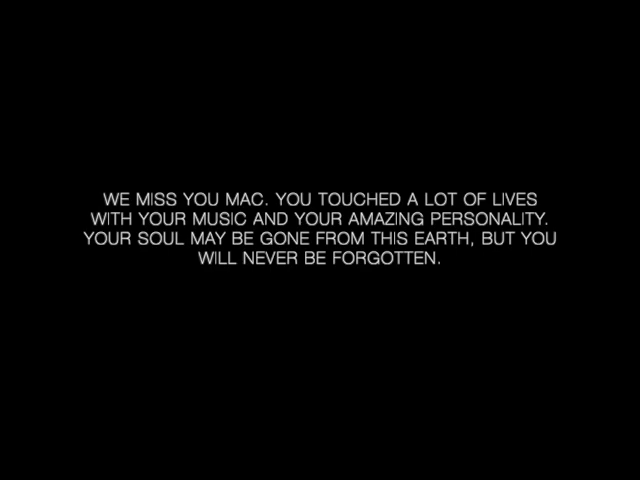 WE MISS YOU MAC. YOU TOUCHED A LOT OF LIVES
WITH YOUR MUSIC AND YOUR AMAZING PERSONALITY.
YOUR SOUL MAY BE GONE FROM THIS EARTH, BUT YOU
WILL NEVER BE FORGOTTEN.